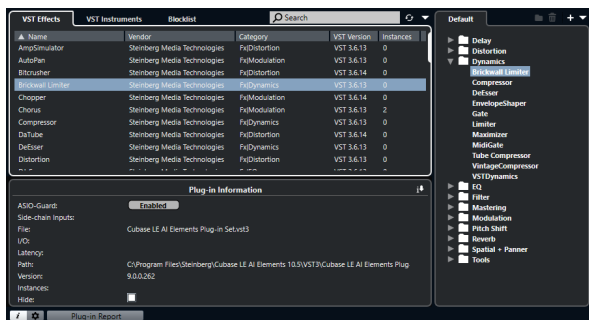 VST Effects VST Instruments Blocklist Search Default
Name Vendor Category VST Version Instances
AmpSimulator Steinberg Media Technologies Fx|Distortion VST 3.6.13 0
AutoPan Steinberg Media Technologies Fx|Modulation VST 3.6.13 0
Bitcrusher Steinberg Media Technologies Fx|Distortion VST 3.6.14 0
Brickwall Limiter Steinberg Media Technologies Fx|Dynamics VST 3.6.13 0
Chopper Steinberg Media Technologies Fx|Modulation VST 3.6.14 0
Chorus Steinberg Media Technologies Fx|Modulation VST 3.6.13 2
Compressor Steinberg Media Technologies Fx|Dynamics VST 3.6.13 0
DaTube Steinberg Media Technologies Fx|Distortion VST 3.6.14 0
DeEsser Steinberg Media Technologies Fx|Dynamics VST 3.6.13 0
Distortion Steinberg Media Technologies Fx|Distortion VST 3.6.13 0
Plug-in Information
ASIO-Guard: Enabled
Side-chain Inputs:
File: Cubase LE AI Elements Plug-in Set.vst3
I/O:
Latency:
Path: C:\Program Files\Steinberg\Cubase LE AI Elements 10.5\VST3\Cubase LE AI Elements Plug
Version: 9.0.0.262
Instances:
Hide:
i Plug-in Report
Delay
Distortion
Dynamics
Brickwall Limiter
Compressor
DeEsser
EnvelopeShaper
Gate
Limiter
Maximizer
MidiGate
Tube Compressor
VintageCompressor
VSTDynamics
EQ
Filter
Mastering
Modulation
Pitch Shift
Reverb
Spatial + Panner
Tools